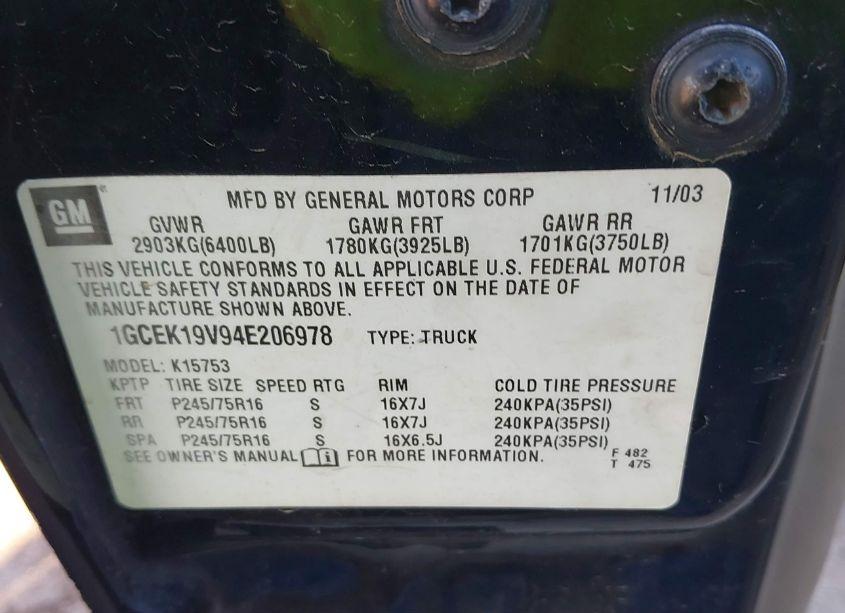 GM
MFD BY GENERAL MOTORS CORP 11/03
GVWR GAWR FRT GAWR RR
2903KG(6400LB) 1780KG(3925LB) 1701KG(3750LB)
THIS VEHICLE CONFORMS TO ALL APPLICABLE U.S. FEDERAL MOTOR
VEHICLE SAFETY STANDARDS IN EFFECT ON THE DATE OF
MANUFACTURE SHOWN ABOVE.
1GCEK19V94E206978 TYPE: TRUCK
MODEL: K15753
KPTP TIRE SIZE SPEED RTG RIM COLD TIRE PRESSURE
FRT P245/75R16 S 16X7J 240KPA(35PSI)
RR P245/75R16 S 16X7J 240KPA(35PSI)
SPA P245/75R16 S 16X6.5J 240KPA(35PSI)
SEE OWNER'S MANUAL i FOR MORE INFORMATION. F 482
T 475